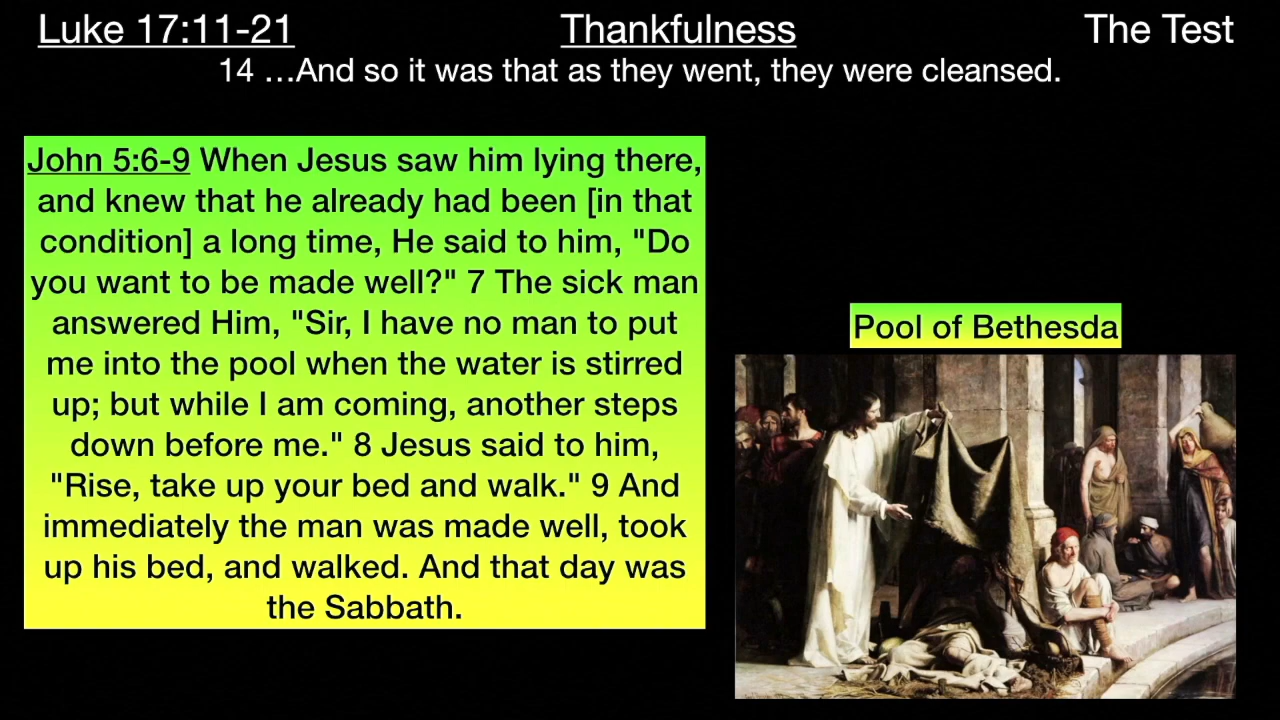 Luke 17:11-21 Thankfulness The Test
14 …And so it was that as they went, they were cleansed.
John 5:6-9 When Jesus saw him lying there,
and knew that he already had been [in that
condition] a long time, He said to him, "Do
you want to be made well?" 7 The sick man
answered Him, "Sir, I have no man to put
me into the pool when the water is stirred
up; but while I am coming, another steps
down before me." 8 Jesus said to him,
"Rise, take up your bed and walk." 9 And
immediately the man was made well, took
up his bed, and walked. And that day was
the Sabbath.
Pool of Bethesda